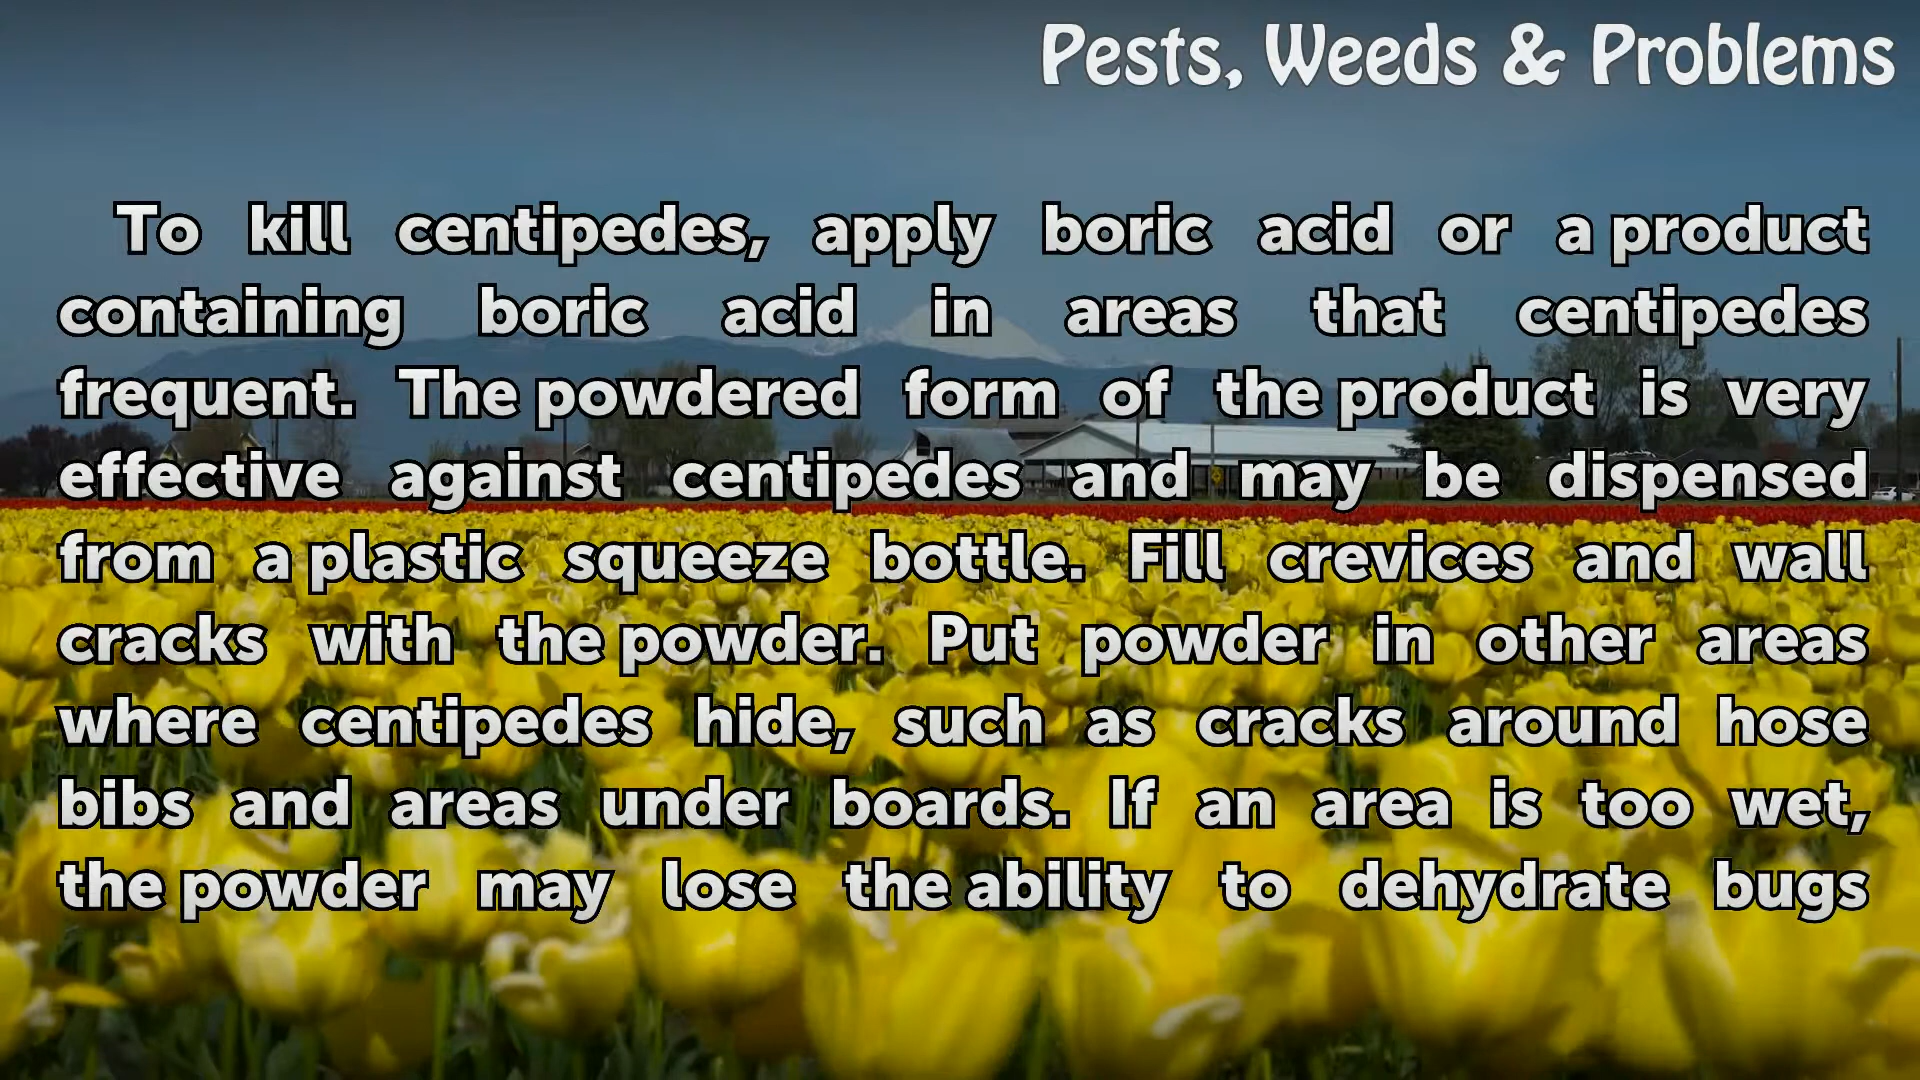 Pests, Weeds & Problems
To kill centipedes, apply boric acid or a product
containing boric acid in areas that centipedes
frequent. The powdered form of the product is very
effective against centipedes and may be dispensed
from a plastic squeeze bottle. Fill crevices and wall
cracks with the powder. Put powder in other areas
where centipedes hide, such as cracks around hose
bibs and areas under boards. If an area is too wet,
the powder may lose the ability to dehydrate bugs